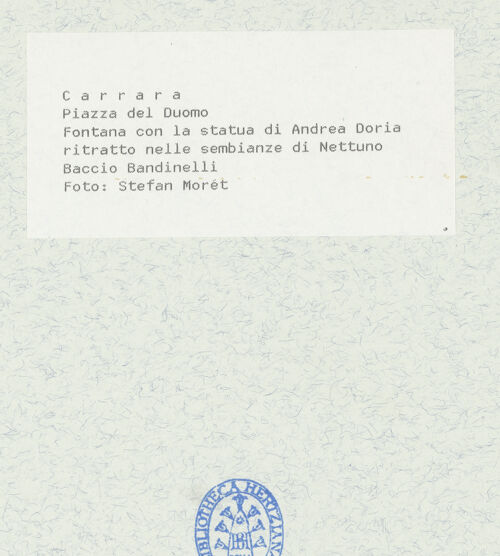 C a r r a r a
Piazza del Duomo
Fontana con la statua di Andrea Doria
ritratto nelle sembianze di Nettuno
Baccio Bandinelli
Foto: Stefan Morét
BIBLIOTHECA HERTZIANA